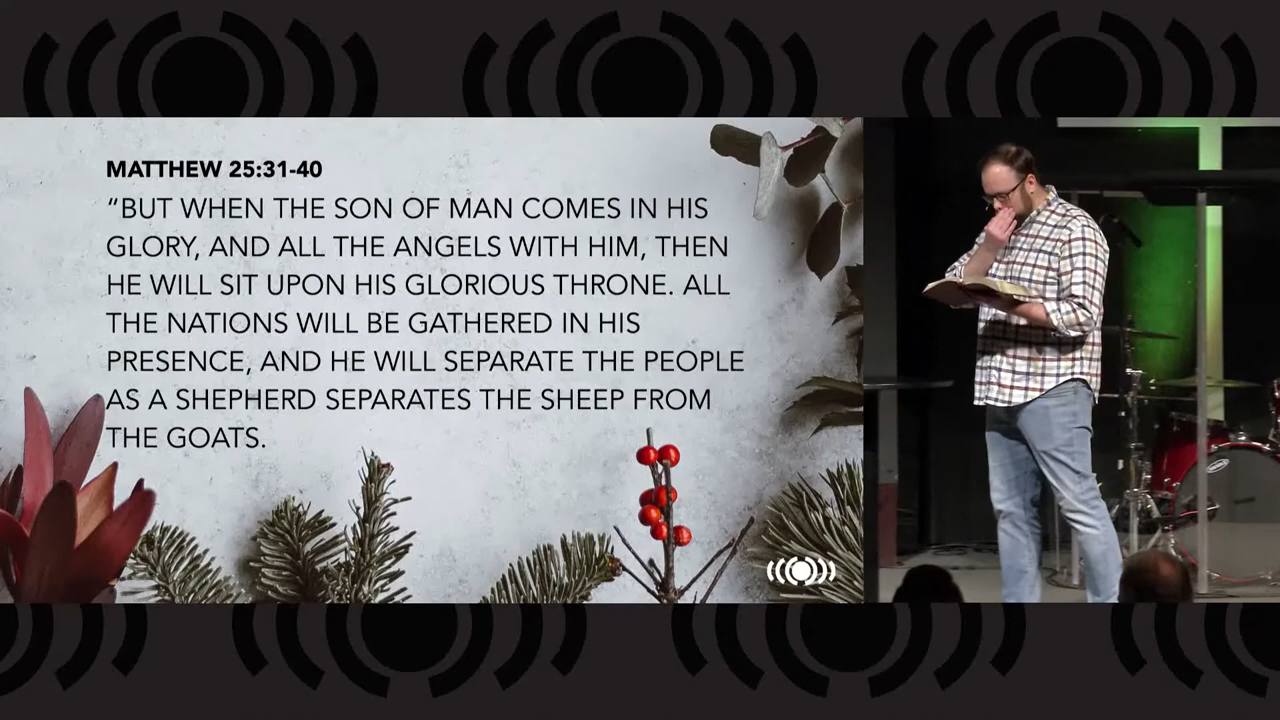 MATTHEW 25:31-40
“BUT WHEN THE SON OF MAN COMES IN HIS
GLORY, AND ALL THE ANGELS WITH HIM, THEN
HE WILL SIT UPON HIS GLORIOUS THRONE. ALL
THE NATIONS WILL BE GATHERED IN HIS
PRESENCE, AND HE WILL SEPARATE THE PEOPLE
AS A SHEPHERD SEPARATES THE SHEEP FROM
THE GOATS.